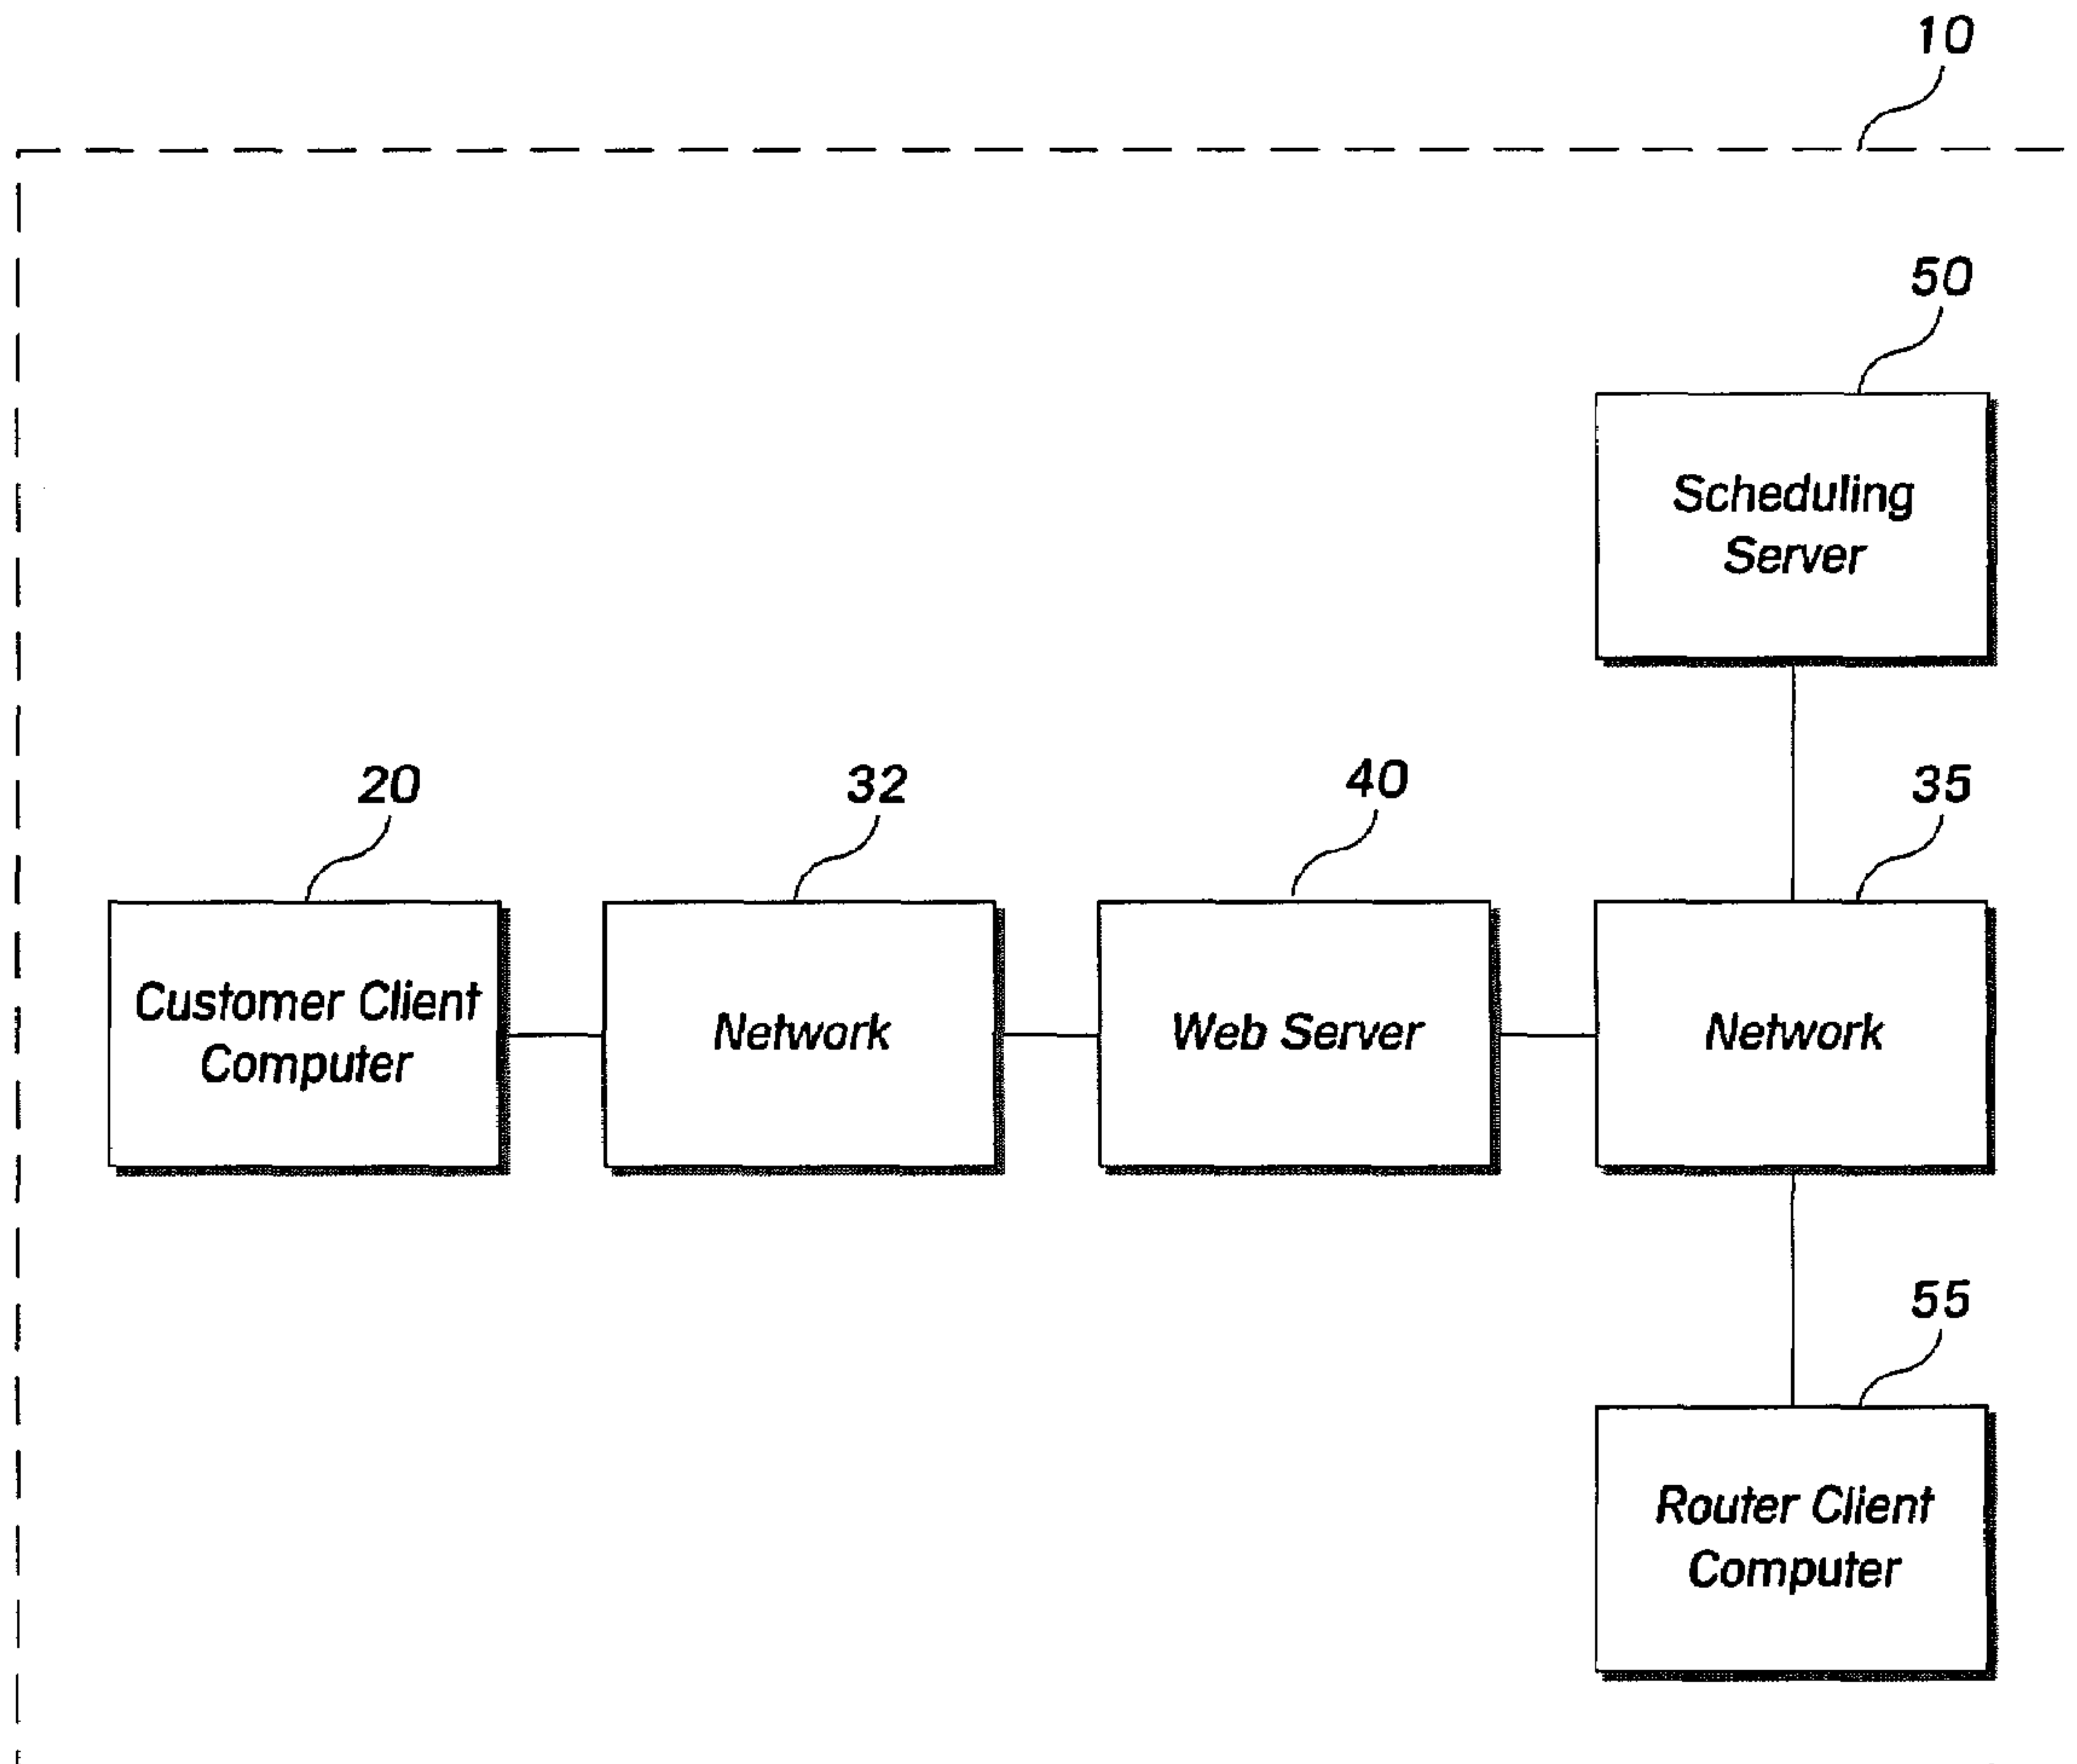 10
50
Scheduling
Server
20
32
40
35
Customer Client
Computer
Network
Web Server
Network
55
Router Client
Computer